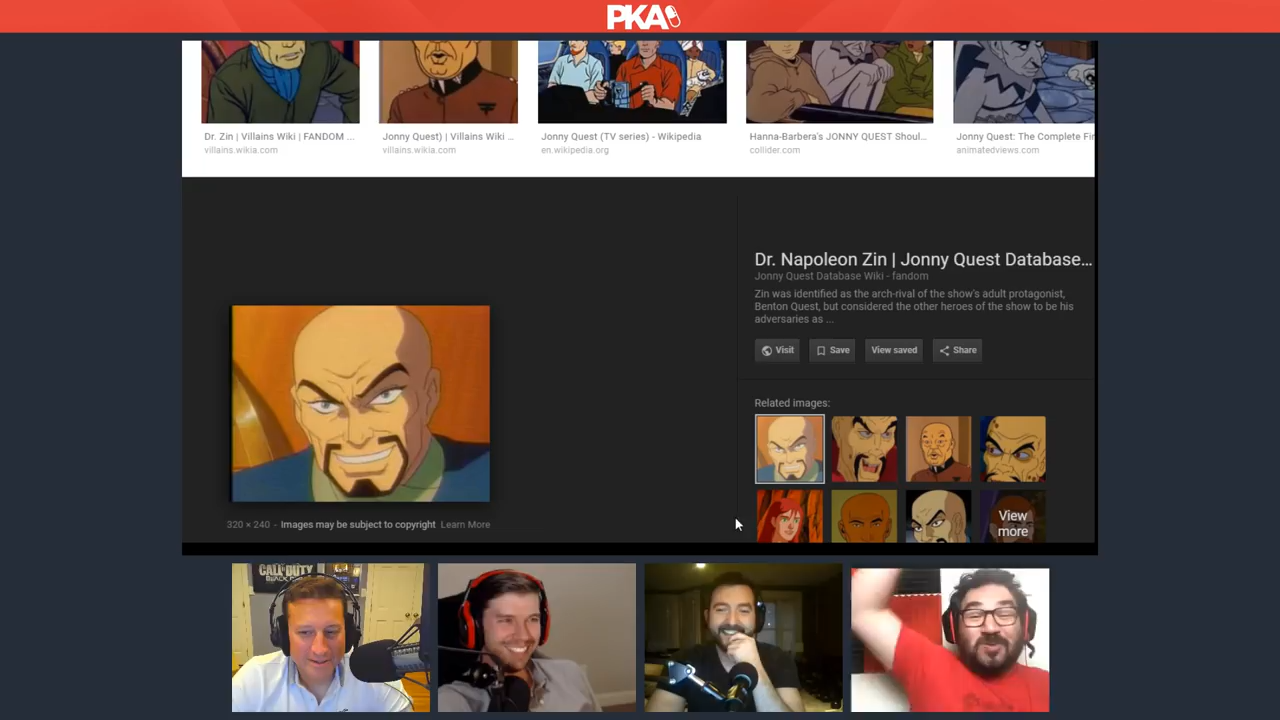 PKA
Dr. Zin | Villains Wiki | FANDOM ...
villains.wikia.com
Jonny Quest) | Villains Wiki ...
villains.wikia.com
Jonny Quest (TV series) - Wikipedia
en.wikipedia.org
Hanna-Barbera's JONNY QUEST Shoul...
collider.com
Jonny Quest: The Complete Fir
animatedviews.com
Dr. Napoleon Zin | Jonny Quest Database...
Jonny Quest Database Wiki - fandom
Zin was identified as the arch-rival of the show's adult protagonist,
Benton Quest, but considered the other heroes of the show to be his
adversaries as ...
Visit
Save
View saved
Share
Related images:
View
more
320 × 240 - Images may be subject to copyright Learn More
CALL OF DUTY